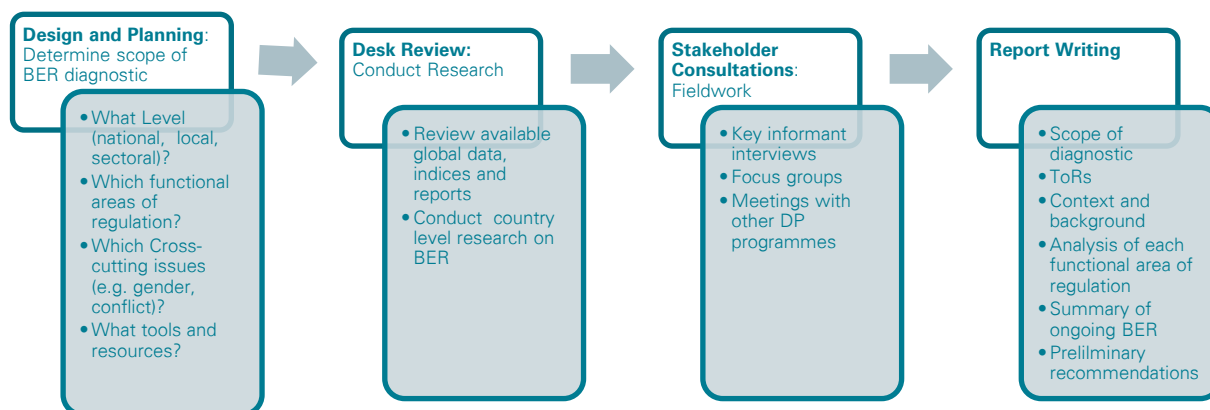 Design and Planning:
Determine scope of
BER diagnostic
• What Level
(national, local,
sectoral)?
• Which functional
areas of
regulation?
• Which Cross-
cutting issues
(e.g. gender,
conflict)?
• What tools and
resources?
Desk Review:
Conduct Research
• Review available
global data,
indices and
reports
• Conduct country
level research on
BER
Stakeholder
Consultations:
Fieldwork
• Key informant
interviews
• Focus groups
• Meetings with
other DP
programmes
Report Writing
• Scope of
diagnostic
• ToRs
• Context and
background
• Analysis of each
functional area of
regulation
• Summary of
ongoing BER
• Prelilminary
recommendations